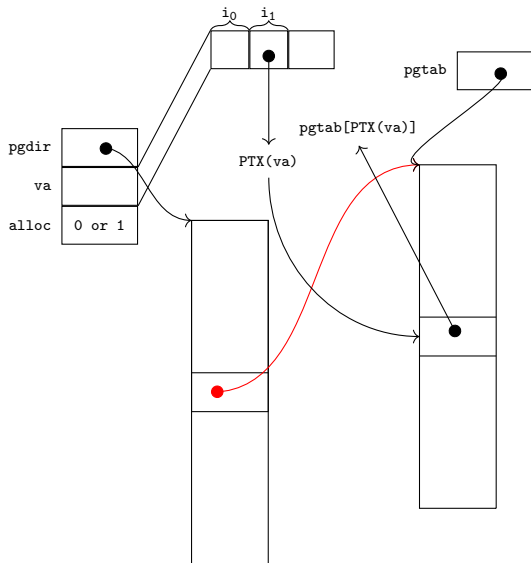 i₀ i₁
pgtab
pgtab[PTX(va)]
pgdir
PTX(va)
va
alloc 0 or 1